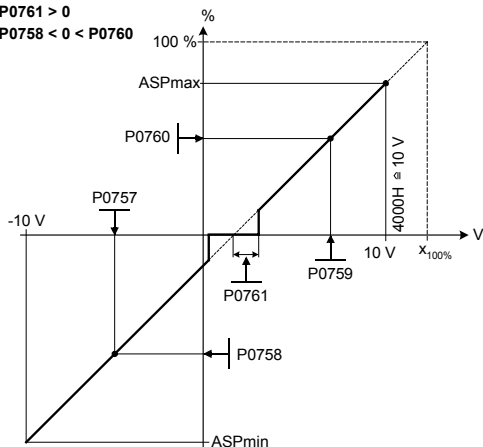 P0761 > 0
P0758 < 0 < P0760
%
100 %
ASPmax
P0760
4000H ≙ 10 V
P0757
-10 V
V
10 V
x100%
P0759
P0761
P0758
ASPmin